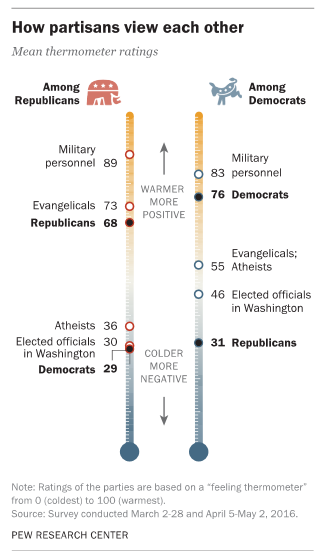 How partisans view each other
Mean thermometer ratings
Among
Republicans
Among
Democrats
Military
personnel 89
Evangelicals 73
Republicans 68
Atheists 36
Elected officials 30
in Washington
Democrats 29
WARMER
MORE
POSITIVE
COLDER
MORE
NEGATIVE
83 Military
personnel
76 Democrats
55 Evangelicals;
Atheists
46 Elected officials
in Washington
31 Republicans
Note: Ratings of the parties are based on a “feeling thermometer”
from 0 (coldest) to 100 (warmest).
Source: Survey conducted March 2-28 and April 5-May 2, 2016.
PEW RESEARCH CENTER